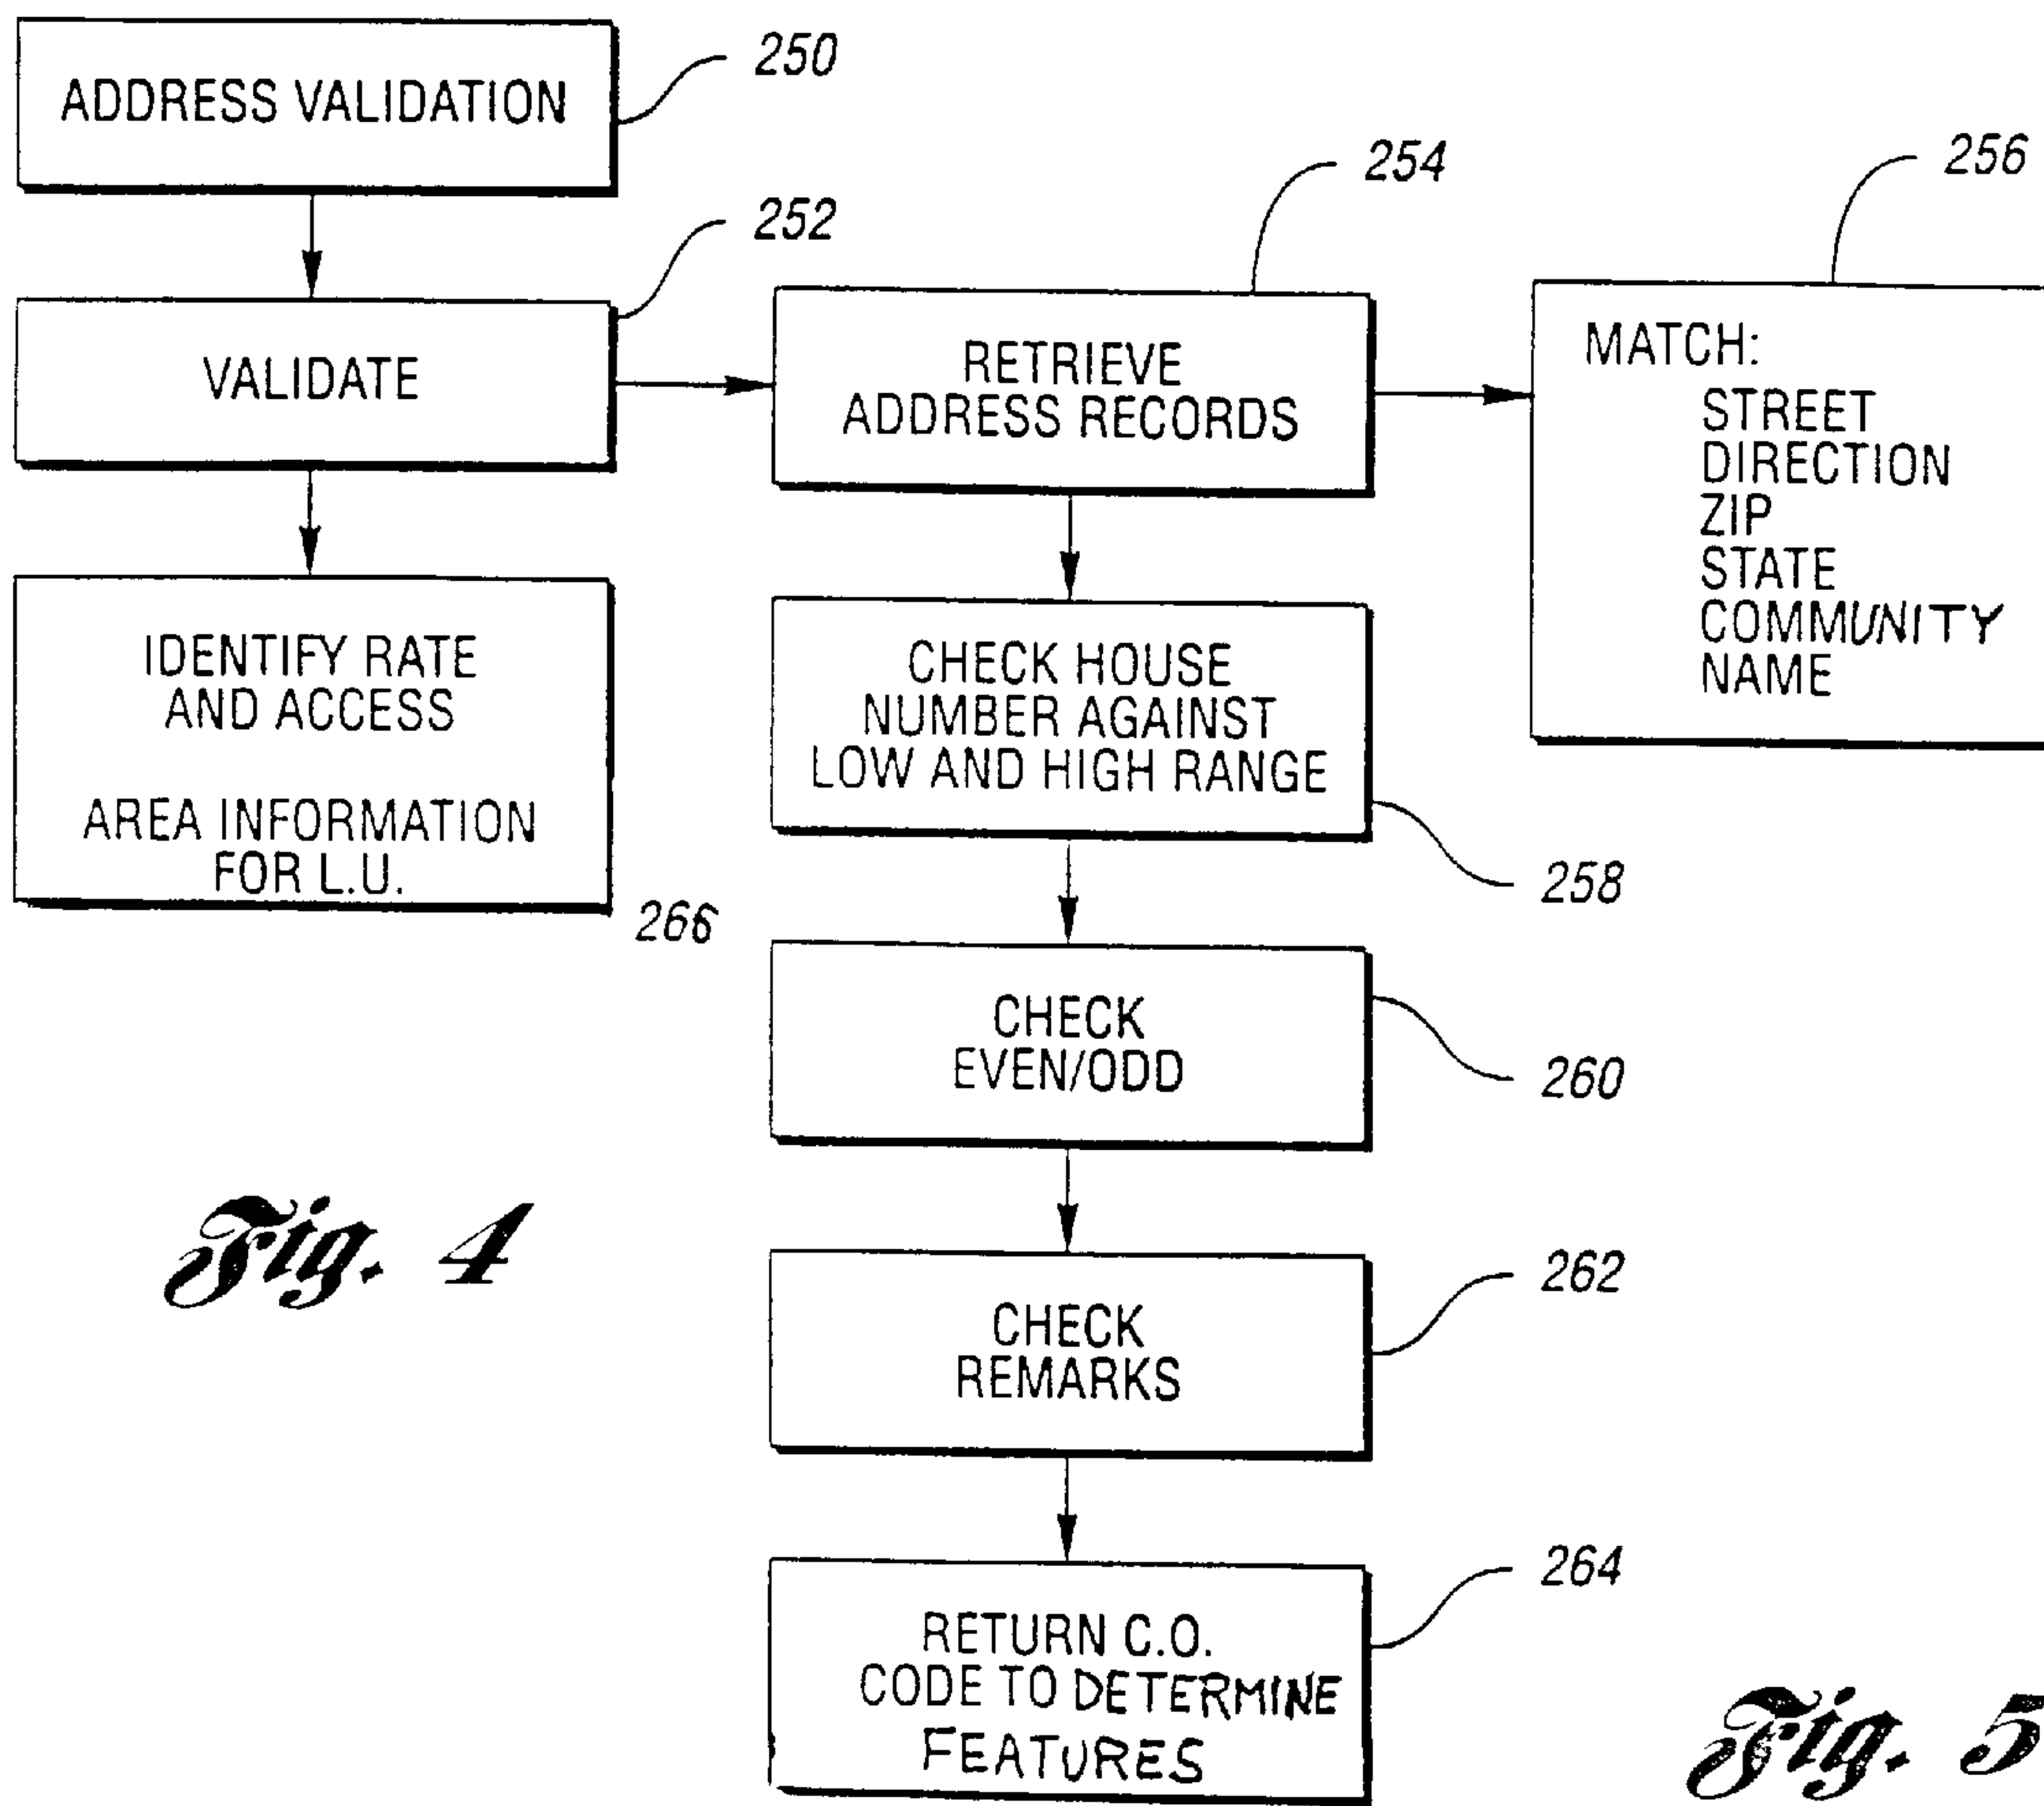 ADDRESS VALIDATION
250
VALIDATE
252
RETRIEVE
ADDRESS RECORDS
254
MATCH:
STREET
DIRECTION
ZIP
STATE
COMMUNITY
NAME
256
IDENTIFY RATE
AND ACCESS
AREA INFORMATION
FOR L.U.
266
CHECK HOUSE
NUMBER AGAINST
LOW AND HIGH RANGE
258
CHECK
EVEN/ODD
260
Fig. 4
CHECK
REMARKS
262
RETURN C.O.
CODE TO DETERMINE
FEATURES
264
Fig. 5